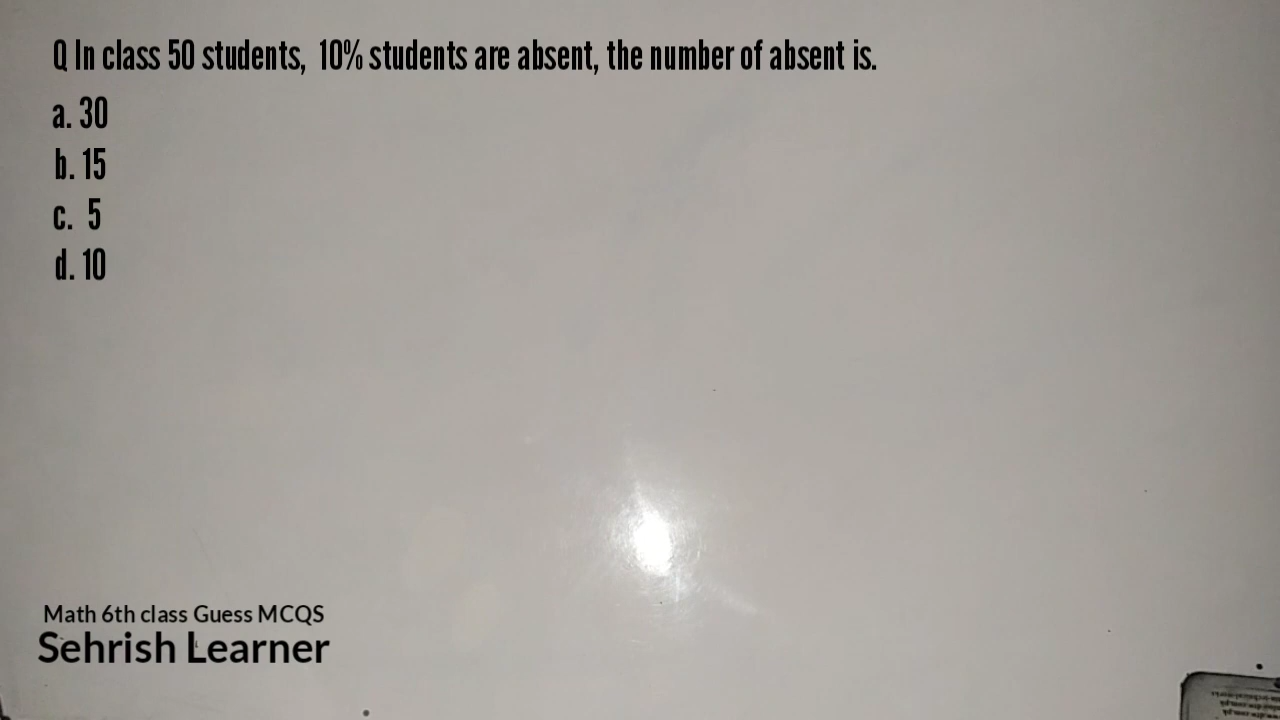 Q In class 50 students,  10% students are absent, the number of absent is.
a. 30
b. 15
c.  5
d. 10
Math 6th class Guess MCQS
Sehrish Learner